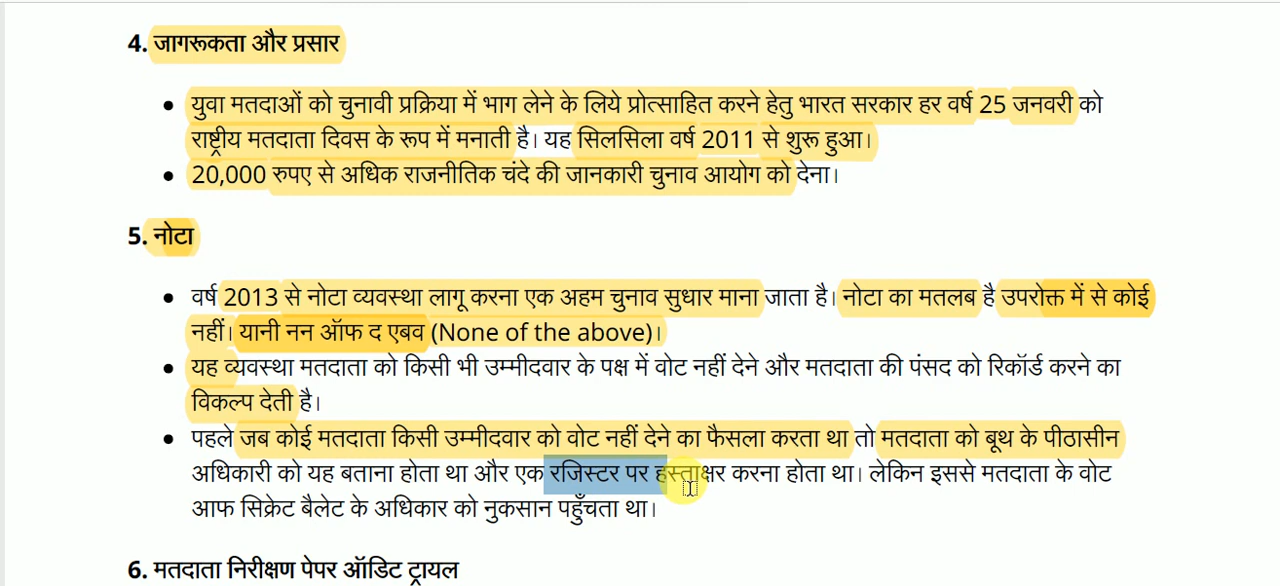 4. जागरूकता और प्रसार
• युवा मतदाओं को चुनावी प्रक्रिया में भाग लेने के लिये प्रोत्साहित करने हेतु भारत सरकार हर वर्ष 25 जनवरी को
राष्ट्रीय मतदाता दिवस के रूप में मनाती है। यह सिलसिला वर्ष 2011 से शुरू हुआ।
• 20,000 रुपए से अधिक राजनीतिक चंदे की जानकारी चुनाव आयोग को देना।
5. नोटा
• वर्ष 2013 से नोटा व्यवस्था लागू करना एक अहम चुनाव सुधार माना जाता है। नोटा का मतलब है उपरोक्त में से कोई
नहीं। यानी नन ऑफ द एबव (None of the above)।
• यह व्यवस्था मतदाता को किसी भी उम्मीदवार के पक्ष में वोट नहीं देने और मतदाता की पंसद को रिकॉर्ड करने का
विकल्प देती है।
• पहले जब कोई मतदाता किसी उम्मीदवार को वोट नहीं देने का फैसला करता था तो मतदाता को बूथ के पीठासीन
अधिकारी को यह बताना होता था और एक रजिस्टर पर हस्ताक्षर करना होता था। लेकिन इससे मतदाता के वोट
आफ सिक्रेट बैलेट के अधिकार को नुकसान पहुँचता था।
6. मतदाता निरीक्षण पेपर ऑडिट ट्रायल